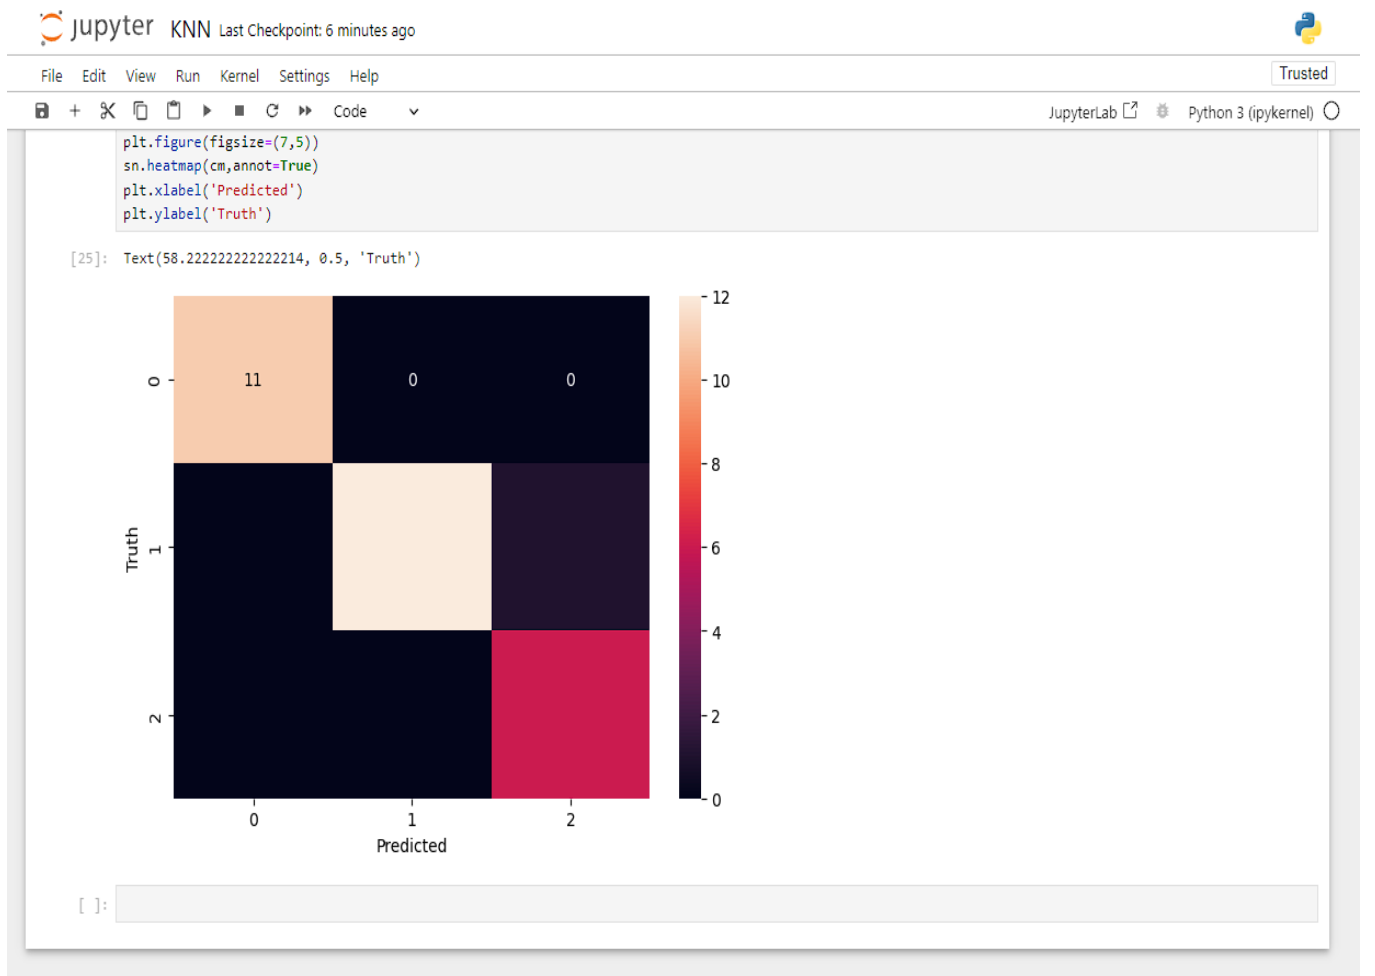 jupyter KNN Last Checkpoint: 6 minutes ago
File Edit View Run Kernel Settings Help
Trusted
Code
JupyterLab
Python 3 (ipykernel)
plt.figure(figsize=(7,5))
sn.heatmap(cm,annot=True)
plt.xlabel('Predicted')
plt.ylabel('Truth')
[25]: Text(58.222222222222214, 0.5, 'Truth')
11 0 0
0
1
2
Truth
0 1 2
Predicted
12
10
8
6
4
2
0
[ ]: